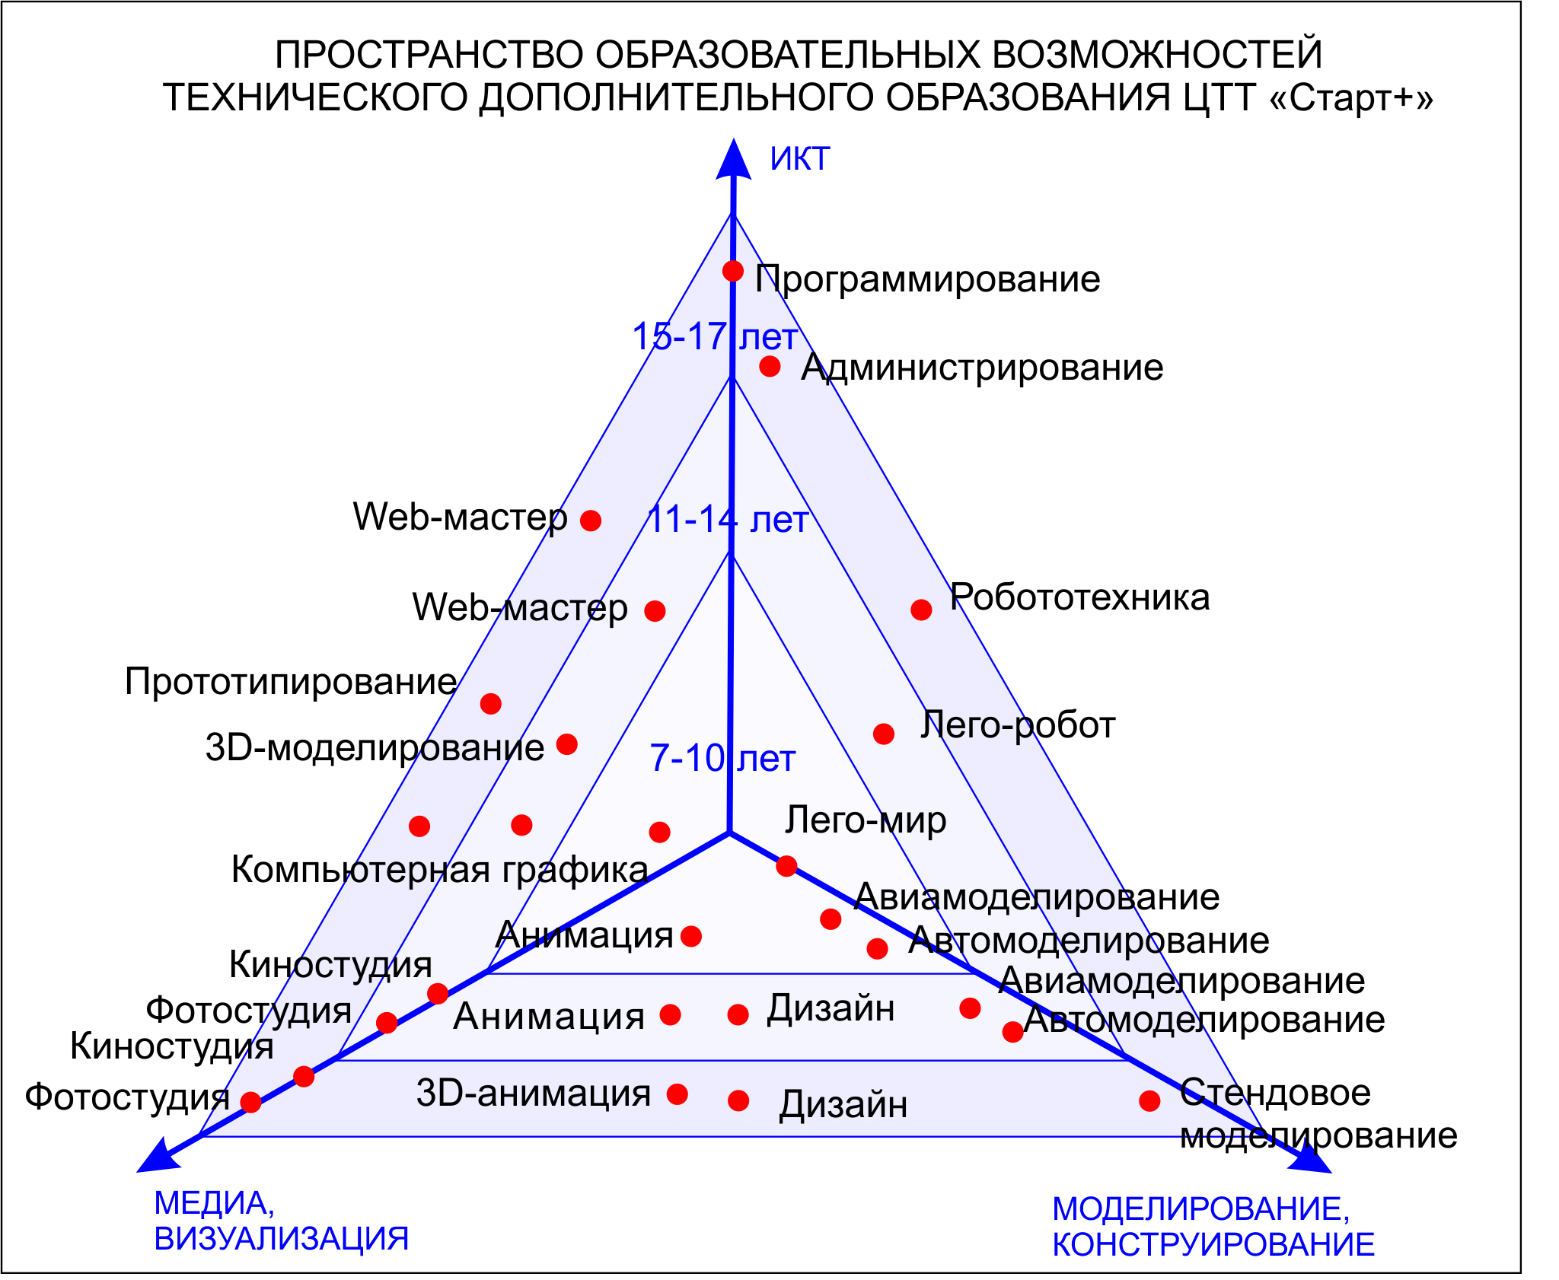 ПРОСТРАНСТВО ОБРАЗОВАТЕЛЬНЫХ ВОЗМОЖНОСТЕЙ
ТЕХНИЧЕСКОГО ДОПОЛНИТЕЛЬНОГО ОБРАЗОВАНИЯ ЦТТ «Старт+»
ИКТ
Программирование
15-17 лет
Администрирование
Web-мастер
11-14 лет
Web-мастер
Робототехника
Прототипирование
3D-моделирование
Лего-робот
7-10 лет
Лего-мир
Компьютерная графика
Авиамоделирование
Анимация
Автомоделирование
Киностудия
Авиамоделирование
Фотостудия
Анимация
Дизайн
Автомоделирование
Киностудия
Фотостудия
3D-анимация
Дизайн
Стендовое
моделирование
МЕДИА,
ВИЗУАЛИЗАЦИЯ
МОДЕЛИРОВАНИЕ,
КОНСТРУИРОВАНИЕ